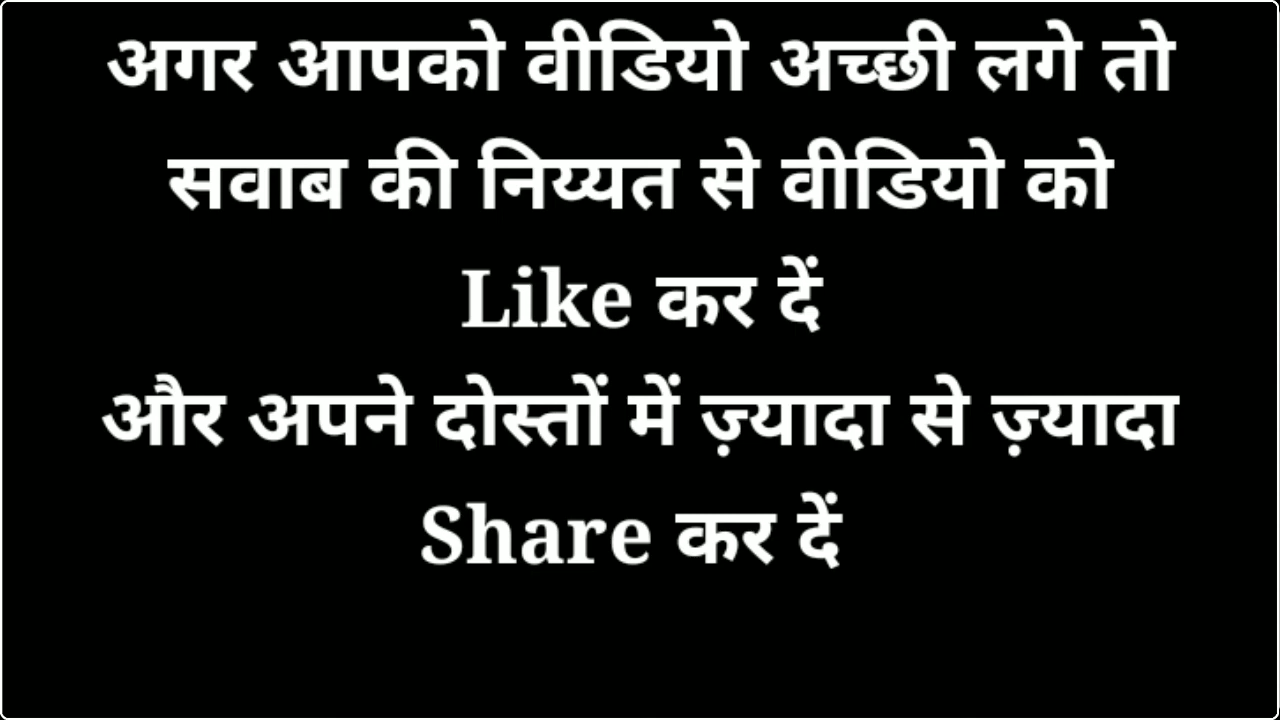 अगर आपको वीडियो अच्छी लगे तो
सवाब की निय्यत से वीडियो को
Like कर दें
और अपने दोस्तों में ज़्यादा से ज़्यादा
Share कर दें